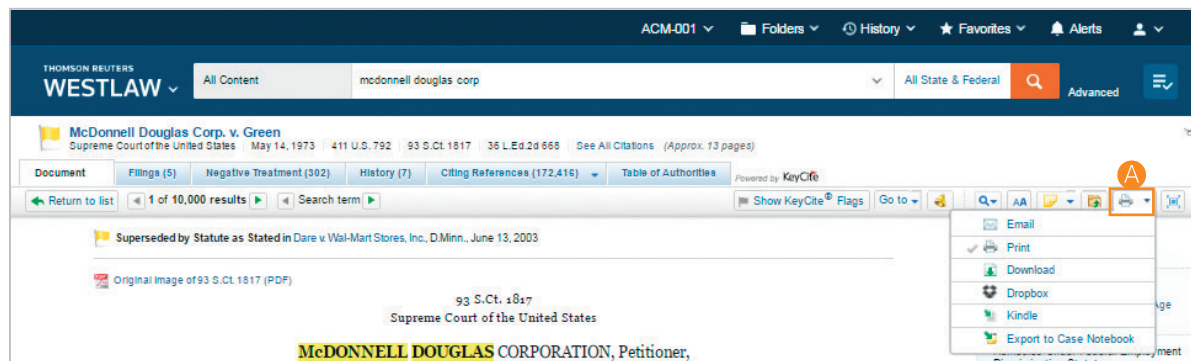 ACM-001 Folders History Favorites Alerts
THOMSON REUTERS
WESTLAW All Content mcdonnell douglas corp All State & Federal Advanced
McDonnell Douglas Corp. v. Green
Supreme Court of the United States May 14, 1973 411 U.S. 792 93 S.Ct. 1817 36 L.Ed.2d 668 See All Citations (Approx. 13 pages)
Document Filings (5) Negative Treatment (302) History (7) Citing References (172,416) Table of Authorities Powered by KeyCite
A
Return to list 1 of 10,000 results Search term Show KeyCite® Flags Go to AA
Superseded by Statute as Stated in Dare v. Wal-Mart Stores, Inc., D.Minn., June 13, 2003
Original Image of 93 S.Ct. 1817 (PDF)
93 S.Ct. 1817
Supreme Court of the United States
McDONNELL DOUGLAS CORPORATION, Petitioner,
Email
Print
Download
Dropbox
Kindle
Export to Case Notebook